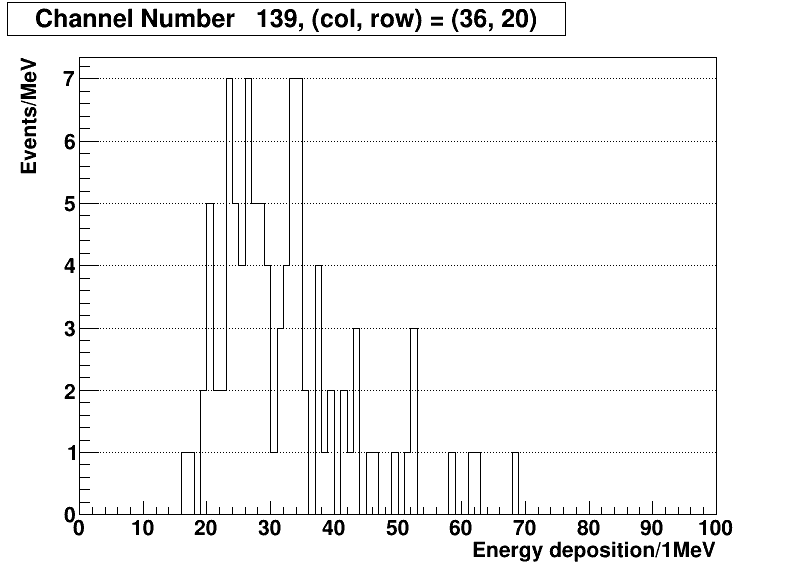 Channel Number 139, (col, row) = (36, 20)
Events/MeV
7
6
5
4
3
2
1
0
0 10 20 30 40 50 60 70 80 90 100
Energy deposition/1MeV